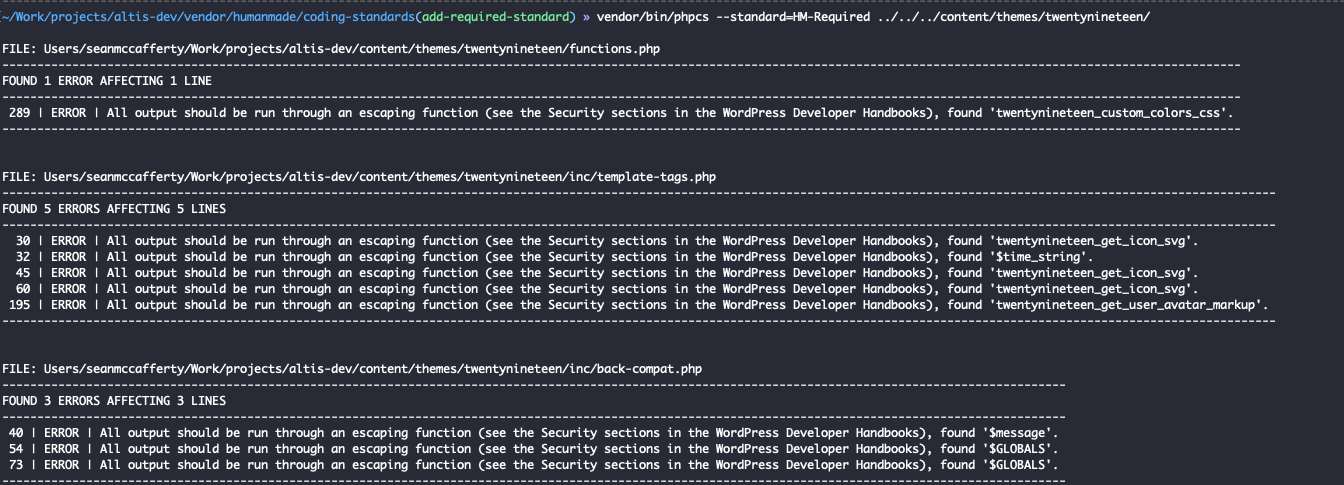 (~/Work/projects/altis-dev/vendor/humanmade/coding-standards(add-required-standard) » vendor/bin/phpcs --standard=HM-Required ../../../content/themes/twentynineteen/
FILE: Users/seanmccafferty/Work/projects/altis-dev/content/themes/twentynineteen/functions.php
FOUND 1 ERROR AFFECTING 1 LINE
289 | ERROR | All output should be run through an escaping function (see the Security sections in the WordPress Developer Handbooks), found 'twentynineteen_custom_colors_css'.
FILE: Users/seanmccafferty/Work/projects/altis-dev/content/themes/twentynineteen/inc/template-tags.php
FOUND 5 ERRORS AFFECTING 5 LINES
30 | ERROR | All output should be run through an escaping function (see the Security sections in the WordPress Developer Handbooks), found 'twentynineteen_get_icon_svg'.
32 | ERROR | All output should be run through an escaping function (see the Security sections in the WordPress Developer Handbooks), found '$time_string'.
45 | ERROR | All output should be run through an escaping function (see the Security sections in the WordPress Developer Handbooks), found 'twentynineteen_get_icon_svg'.
60 | ERROR | All output should be run through an escaping function (see the Security sections in the WordPress Developer Handbooks), found 'twentynineteen_get_icon_svg'.
195 | ERROR | All output should be run through an escaping function (see the Security sections in the WordPress Developer Handbooks), found 'twentynineteen_get_user_avatar_markup'.
FILE: Users/seanmccafferty/Work/projects/altis-dev/content/themes/twentynineteen/inc/back-compat.php
FOUND 3 ERRORS AFFECTING 3 LINES
40 | ERROR | All output should be run through an escaping function (see the Security sections in the WordPress Developer Handbooks), found '$message'.
54 | ERROR | All output should be run through an escaping function (see the Security sections in the WordPress Developer Handbooks), found '$GLOBALS'.
73 | ERROR | All output should be run through an escaping function (see the Security sections in the WordPress Developer Handbooks), found '$GLOBALS'.